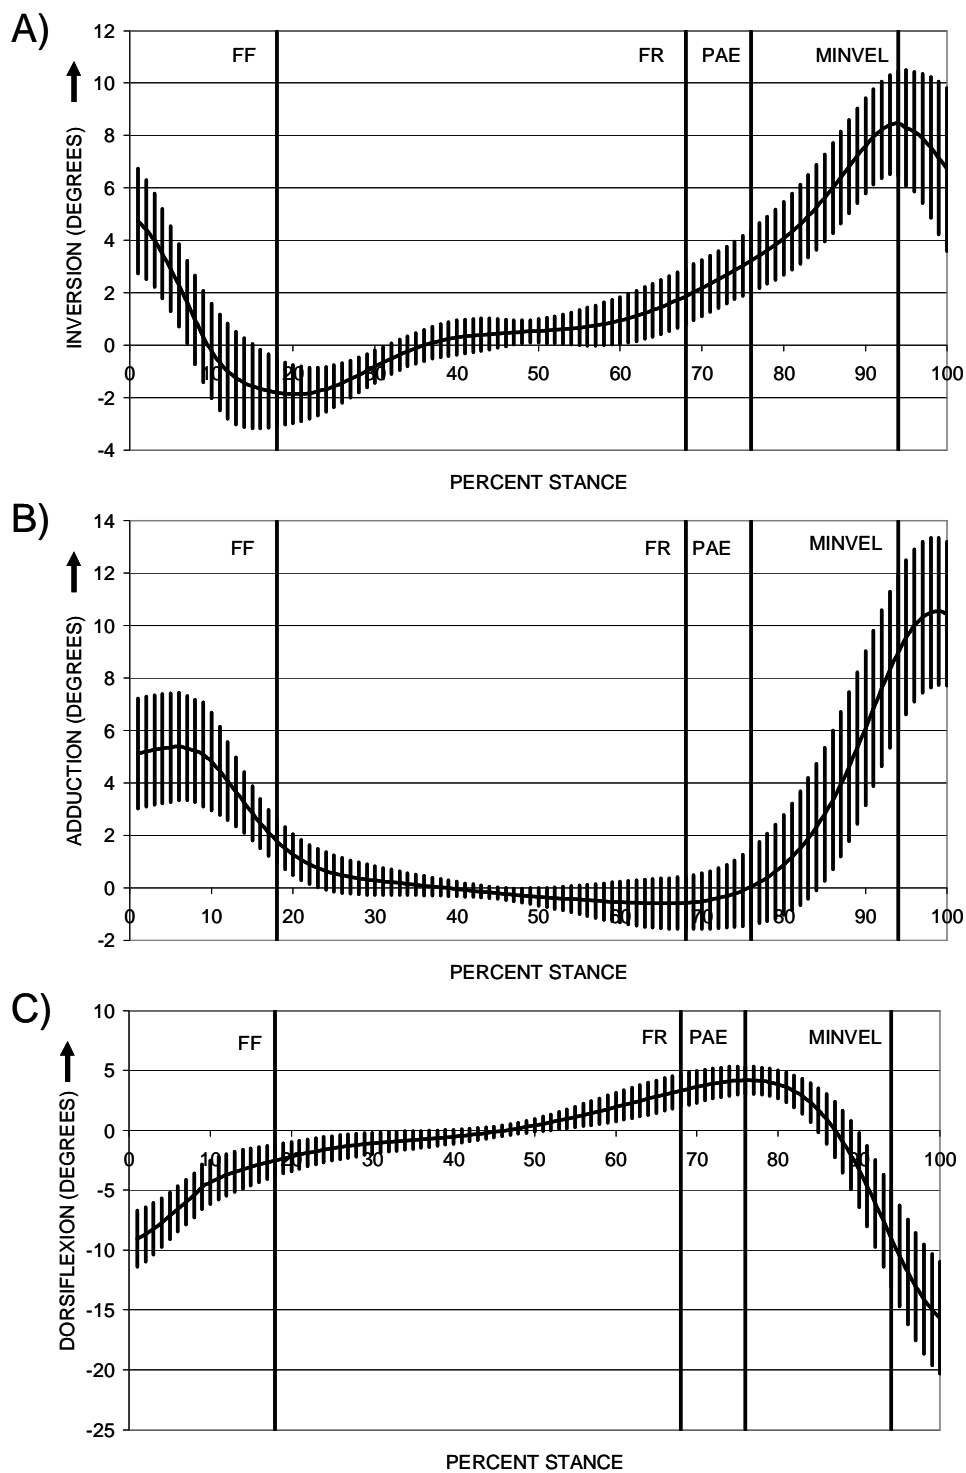 A)
12
10
8
6
4
2
0
-2
-4
INVERSION (DEGREES)
FF FR PAE MINVEL
0 10 20 30 40 50 60 70 80 90 100
PERCENT STANCE
B)
14
12
10
8
6
4
2
0
-2
ADDUCTION (DEGREES)
FF FR PAE MINVEL
0 10 20 30 40 50 60 70 80 90 100
PERCENT STANCE
C)
10
5
0
-5
-10
-15
-20
-25
DORSIFLEXION (DEGREES)
FF FR PAE MINVEL
0 10 20 30 40 50 60 70 80 90 100
PERCENT STANCE